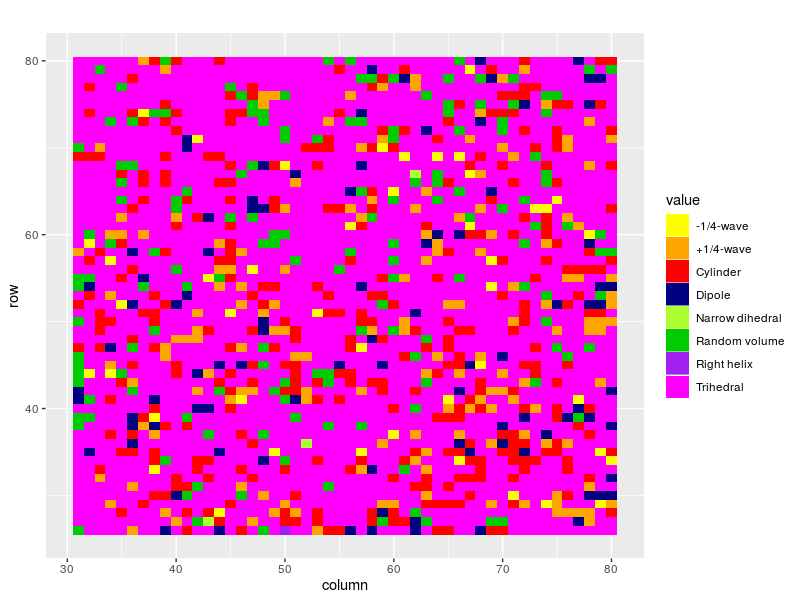 80
60
40
row
30
40
50
60
70
80
column
value
-1/4-wave
+1/4-wave
Cylinder
Dipole
Narrow dihedral
Random volume
Right helix
Trihedral